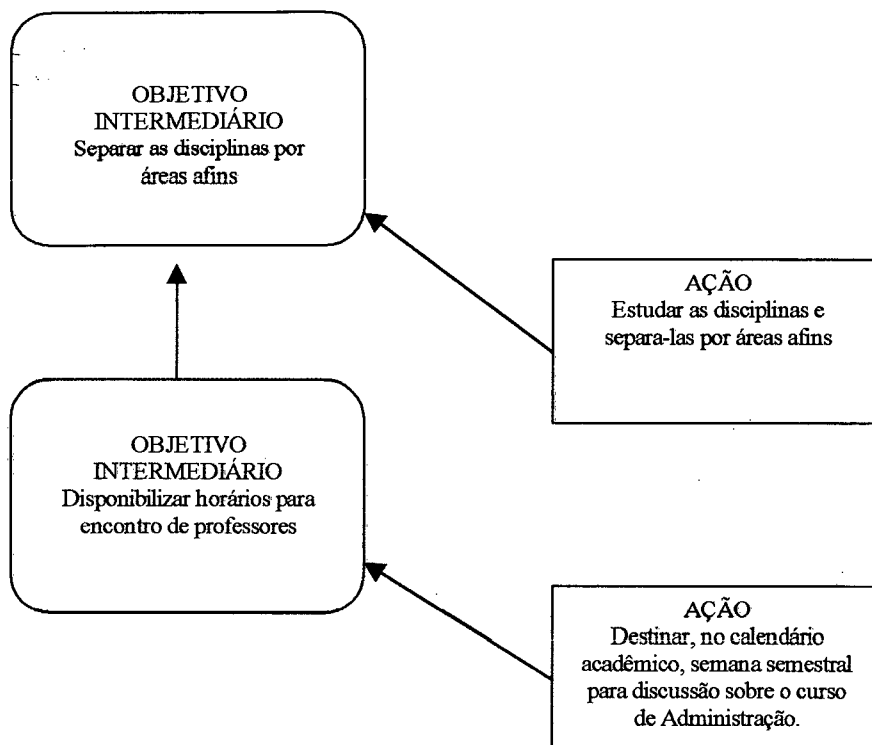 OBJETIVO
INTERMEDIÁRIO
Separar as disciplinas por
áreas afins
AÇÃO
Estudar as disciplinas e
separa-las por áreas afins
OBJETIVO
INTERMEDIÁRIO
Disponibilizar horários para
encontro de professores
AÇÃO
Destinar, no calendário
acadêmico, semana semestral
para discussão sobre o curso
de Administração.